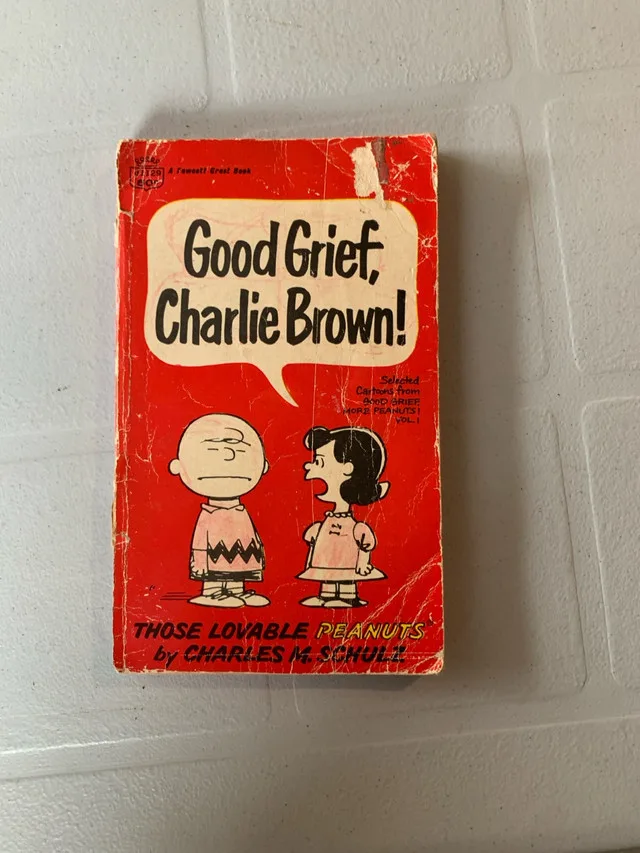 A Fawcett Crest Book
Good Grief,
Charlie Brown!
Selected
Cartoons from
GOOD GRIEF,
MORE PEANUTS!
VOL. 1
THOSE LOVABLE PEANUTS
by CHARLES M. SCHULZ